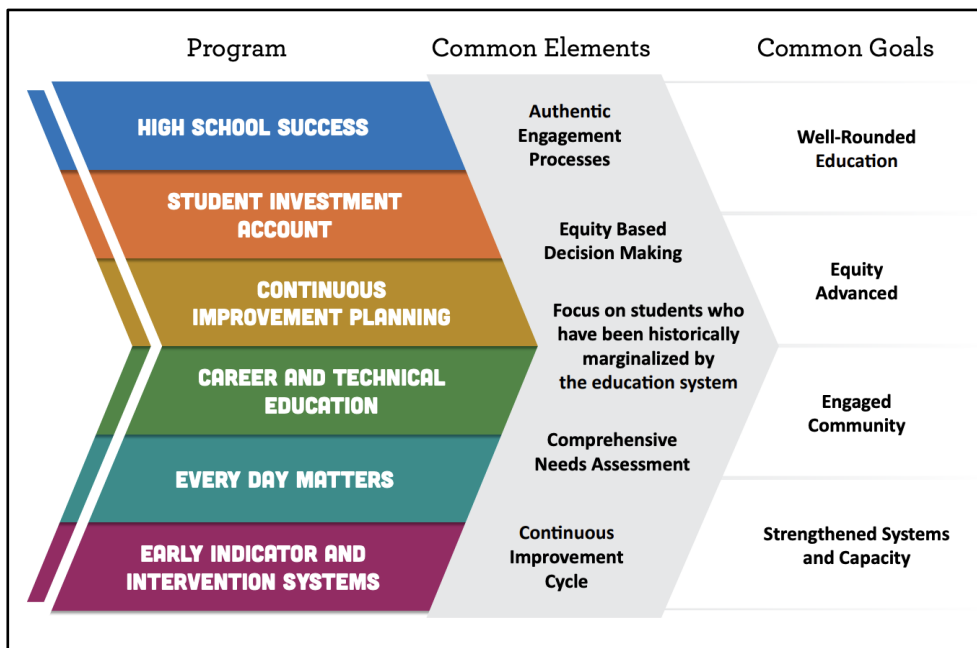 Program
Common Elements
Common Goals
HIGH SCHOOL SUCCESS
STUDENT INVESTMENT
ACCOUNT
CONTINUOUS
IMPROVEMENT PLANNING
CAREER AND TECHNICAL
EDUCATION
EVERY DAY MATTERS
EARLY INDICATOR AND
INTERVENTION SYSTEMS
Authentic
Engagement
Processes
Equity Based
Decision Making
Focus on students who
have been historically
marginalized by
the education system
Comprehensive
Needs Assessment
Continuous
Improvement
Cycle
Well-Rounded
Education
Equity
Advanced
Engaged
Community
Strengthened Systems
and Capacity